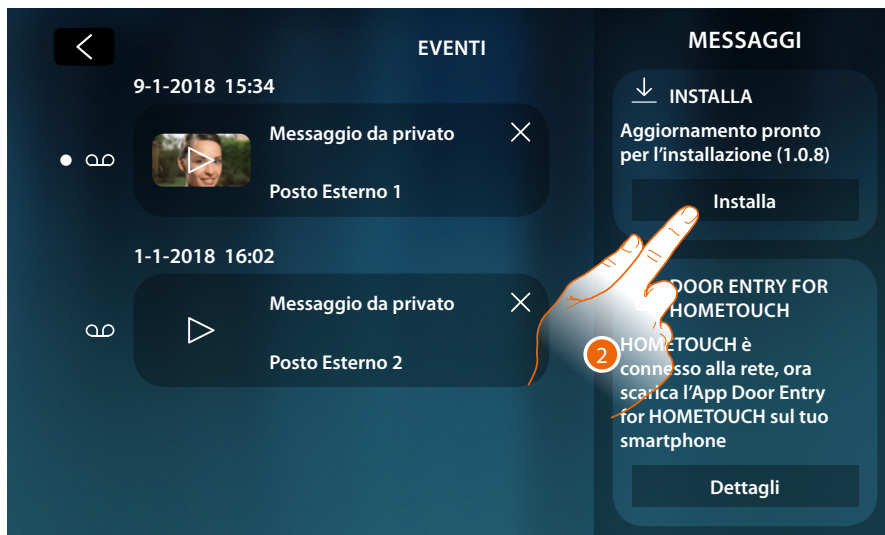 EVENTI
9-1-2018 15:34
Messaggio da privato
Posto Esterno 1
1-1-2018 16:02
Messaggio da privato
Posto Esterno 2
MESSAGGI
INSTALLA
Aggiornamento pronto
per l'installazione (1.0.8)
Installa
DOOR ENTRY FOR
HOMETOUCH
2
HOMETOUCH è
connesso alla rete, ora
scarica l'App Door Entry
for HOMETOUCH sul tuo
smartphone
Dettagli